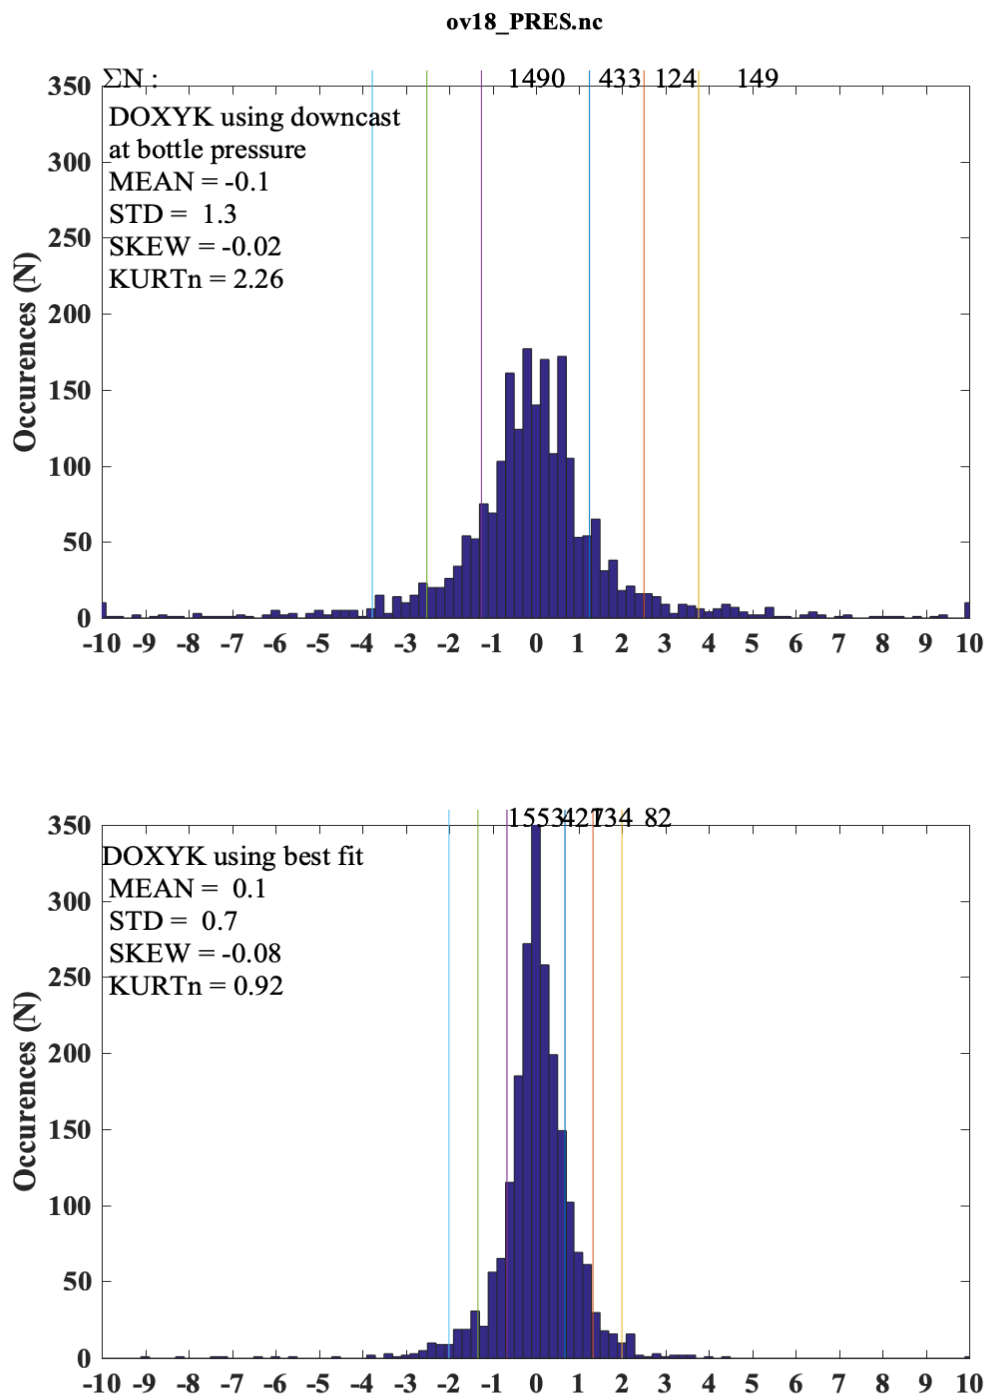 ov18_PRES.nc
ΣN :
1490 433 124 149
DOXYK using downcast
at bottle pressure
MEAN = -0.1
STD = 1.3
SKEW = -0.02
KURTn = 2.26
Occurences (N)
350
300
250
200
150
100
50
0
-10 -9 -8 -7 -6 -5 -4 -3 -2 -1 0 1 2 3 4 5 6 7 8 9 10
1553 427 134 82
DOXYK using best fit
MEAN = 0.1
STD = 0.7
SKEW = -0.08
KURTn = 0.92
Occurences (N)
350
300
250
200
150
100
50
0
-10 -9 -8 -7 -6 -5 -4 -3 -2 -1 0 1 2 3 4 5 6 7 8 9 10